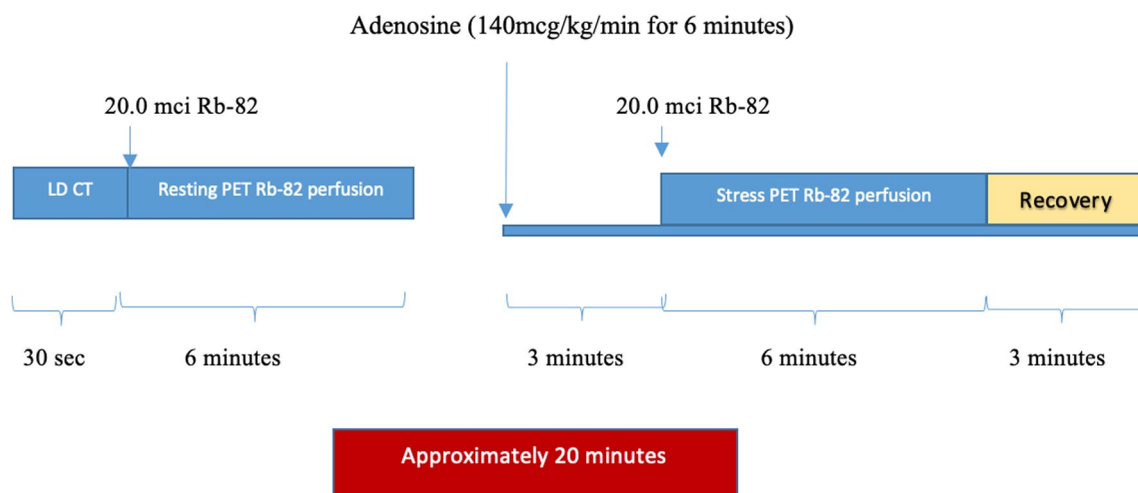 Adenosine (140mcg/kg/min for 6 minutes)
20.0 mci Rb-82
20.0 mci Rb-82
LD CT
Resting PET Rb-82 perfusion
Stress PET Rb-82 perfusion
Recovery
30 sec
6 minutes
3 minutes
6 minutes
3 minutes
Approximately 20 minutes